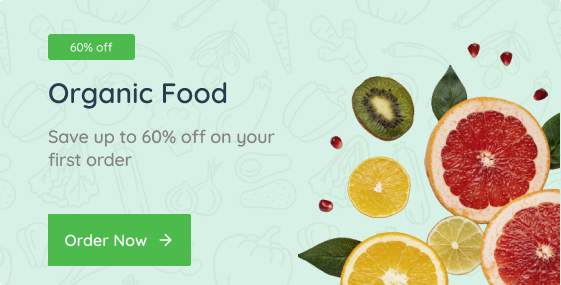 60% off
Organic Food
Save up to 60% off on your
first order
Order Now